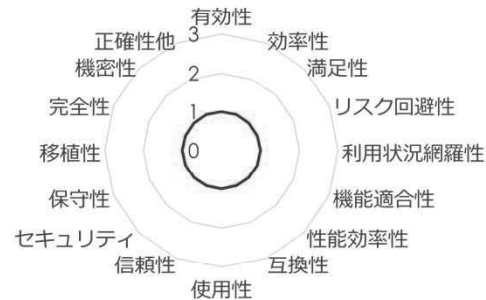 有効性
効率性
満足性
リスク回避性
利用状況網羅性
機能適合性
性能効率性
互換性
使用性
信頼性
セキュリティ
保守性
移植性
完全性
機密性
正確性他
3
2
1
0